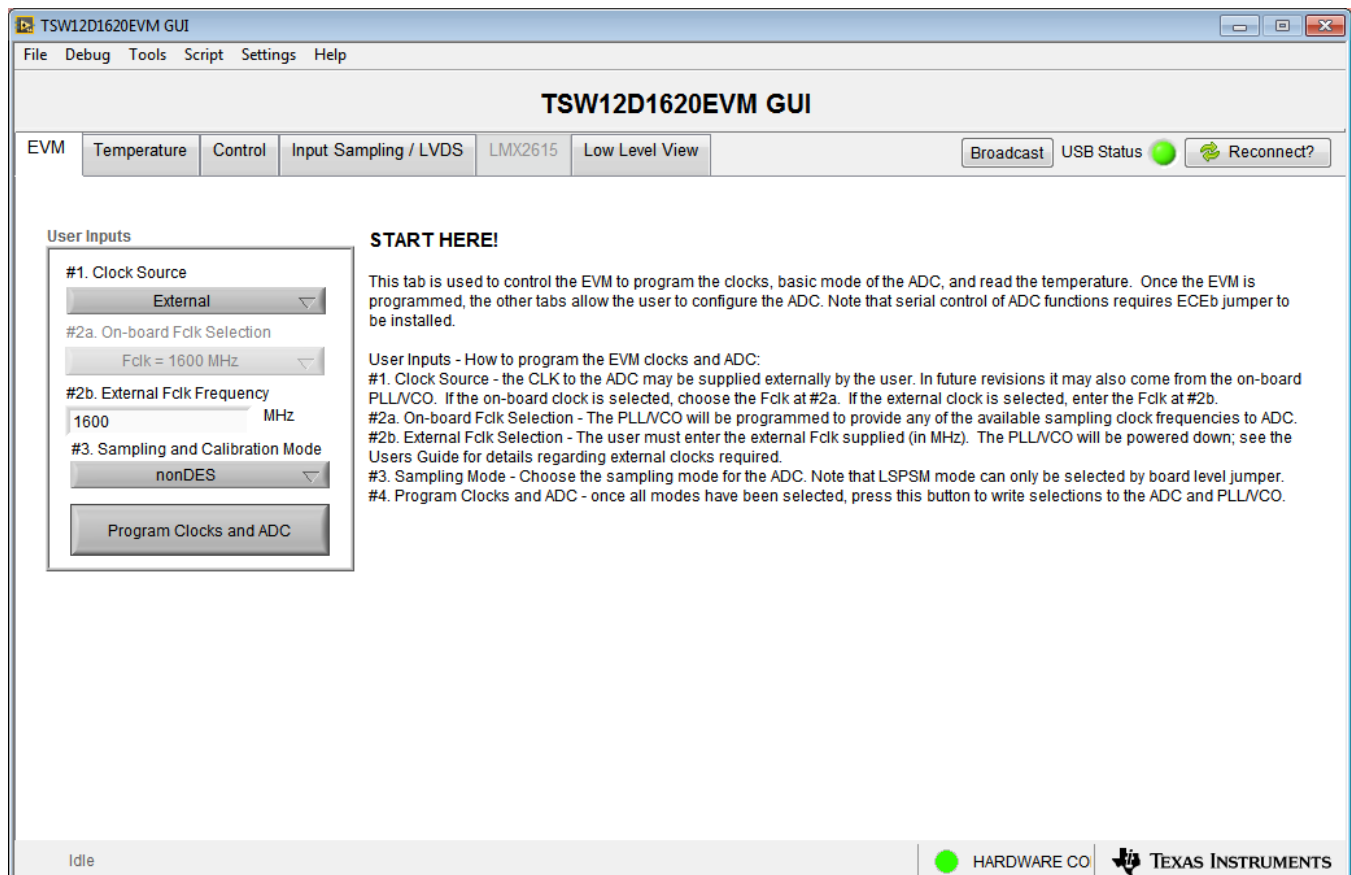 TSW12D1620EVM GUI
File Debug Tools Script Settings Help
TSW12D1620EVM GUI
EVM Temperature Control Input Sampling / LVDS LMX2615 Low Level View Broadcast USB Status Reconnect?
User Inputs
#1. Clock Source
External
#2a. On-board Fclk Selection
Fclk = 1600 MHz
#2b. External Fclk Frequency
1600 MHz
#3. Sampling and Calibration Mode
nonDES
Program Clocks and ADC
START HERE!
This tab is used to control the EVM to program the clocks, basic mode of the ADC, and read the temperature. Once the EVM is
programmed, the other tabs allow the user to configure the ADC. Note that serial control of ADC functions requires ECEb jumper to
be installed.
User Inputs - How to program the EVM clocks and ADC:
#1. Clock Source - the CLK to the ADC may be supplied externally by the user. In future revisions it may also come from the on-board
PLL/VCO. If the on-board clock is selected, choose the Fclk at #2a. If the external clock is selected, enter the Fclk at #2b.
#2a. On-board Fclk Selection - The PLL/VCO will be programmed to provide any of the available sampling clock frequencies to ADC.
#2b. External Fclk Selection - The user must enter the external Fclk supplied (in MHz). The PLL/VCO will be powered down; see the
Users Guide for details regarding external clocks required.
#3. Sampling Mode - Choose the sampling mode for the ADC. Note that LSPSM mode can only be selected by board level jumper.
#4. Program Clocks and ADC - once all modes have been selected, press this button to write selections to the ADC and PLL/VCO.
Idle HARDWARE CO TEXAS INSTRUMENTS